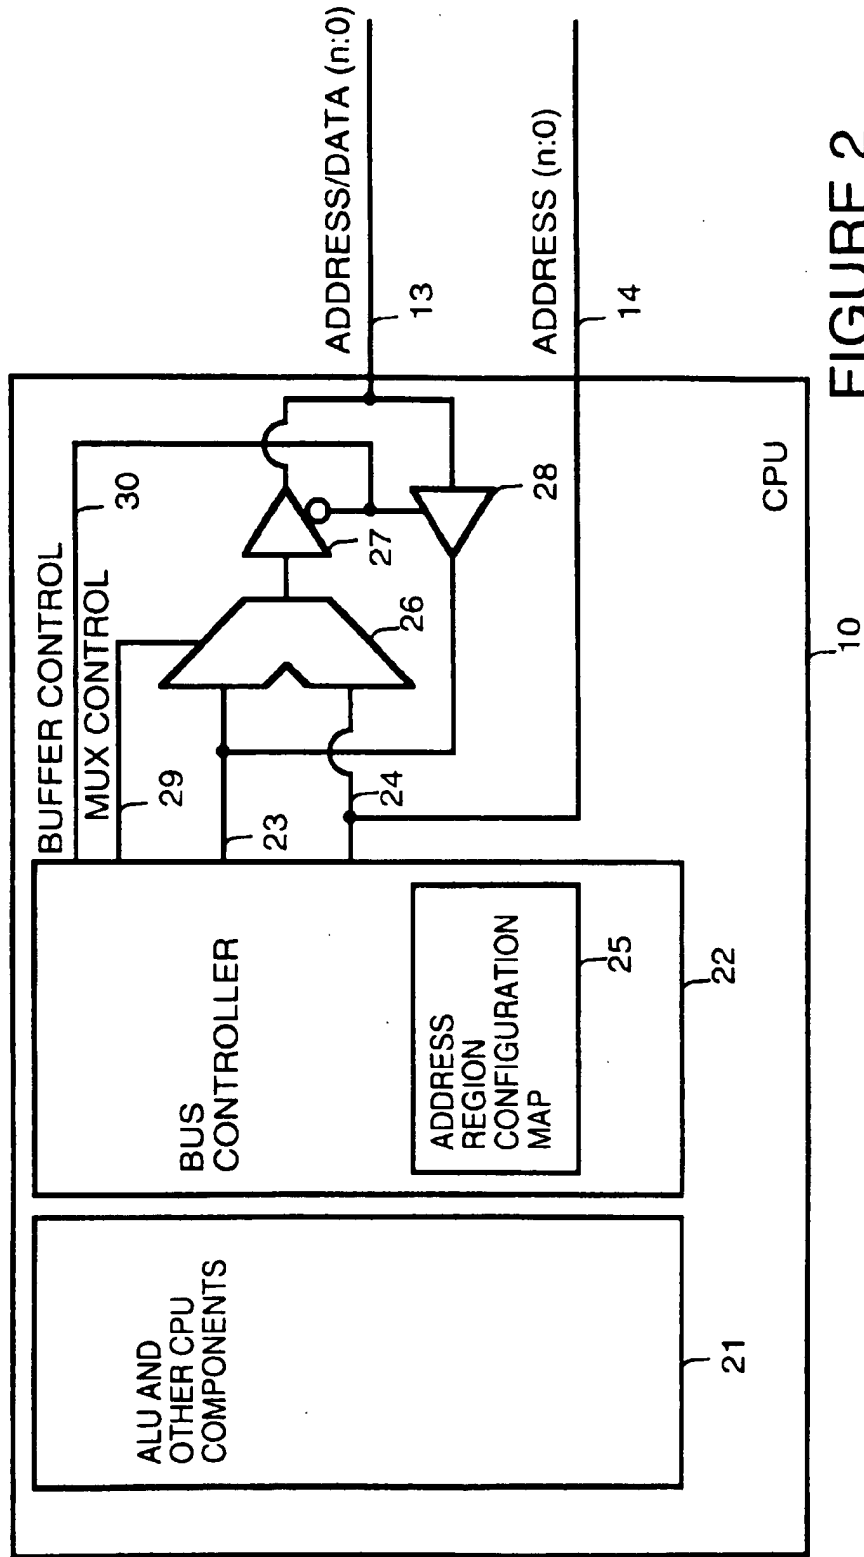 ALU AND
OTHER CPU
COMPONENTS
21
BUS
CONTROLLER
ADDRESS
REGION
CONFIGURATION
MAP
25
22
BUFFER CONTROL
30
MUX CONTROL
29
23
24
26
27
28
CPU
10
ADDRESS/DATA (n:0)
13
ADDRESS (n:0)
14
FIGURE 2